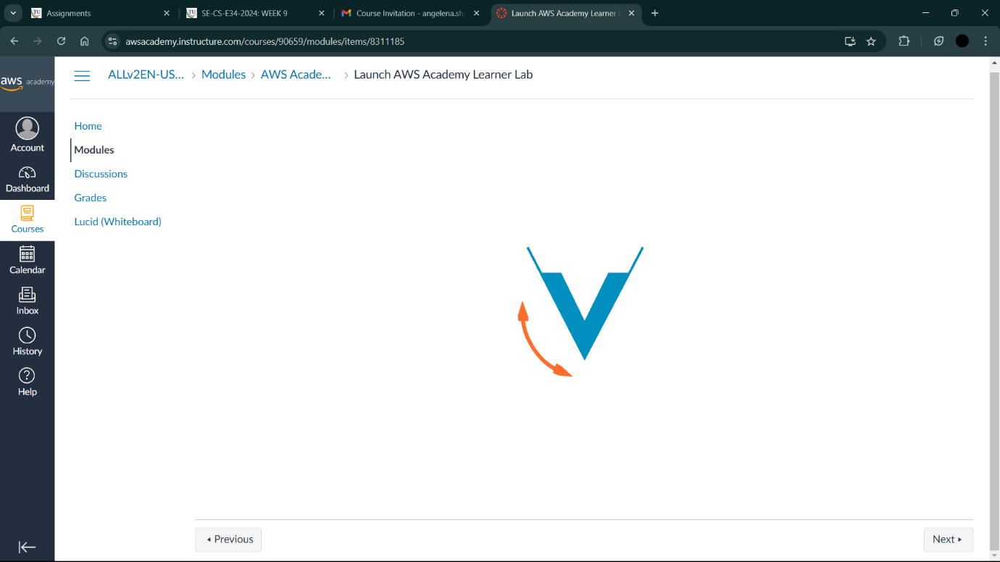 Assignments
SE-CS-E34-2024: WEEK 9
Course Invitation - angelena.sh
Launch AWS Academy Learner
awsacademy.instructure.com/courses/90659/modules/items/8311185
aws academy
ALLv2EN-US... > Modules > AWS Acade... > Launch AWS Academy Learner Lab
Account
Dashboard
Courses
Calendar
Inbox
History
Help
Home
Modules
Discussions
Grades
Lucid (Whiteboard)
Previous
Next